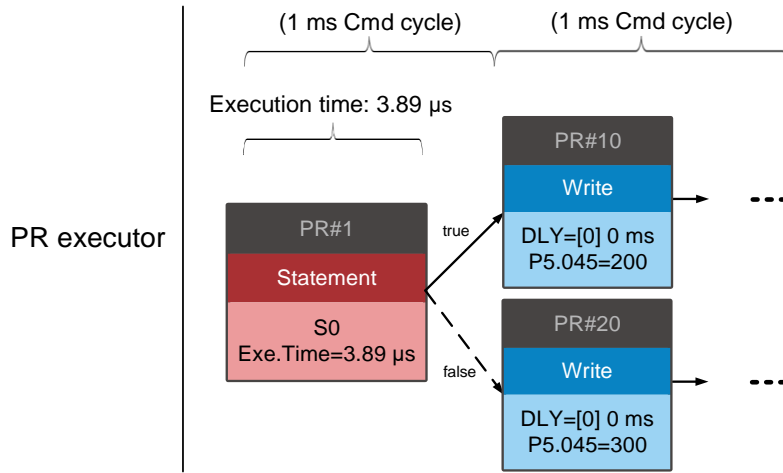 (1 ms Cmd cycle)
(1 ms Cmd cycle)
Execution time: 3.89 µs
PR executor
PR#1
Statement
S0
Exe.Time=3.89 µs
true
false
PR#10
Write
DLY=[0] 0 ms
P5.045=200
PR#20
Write
DLY=[0] 0 ms
P5.045=300